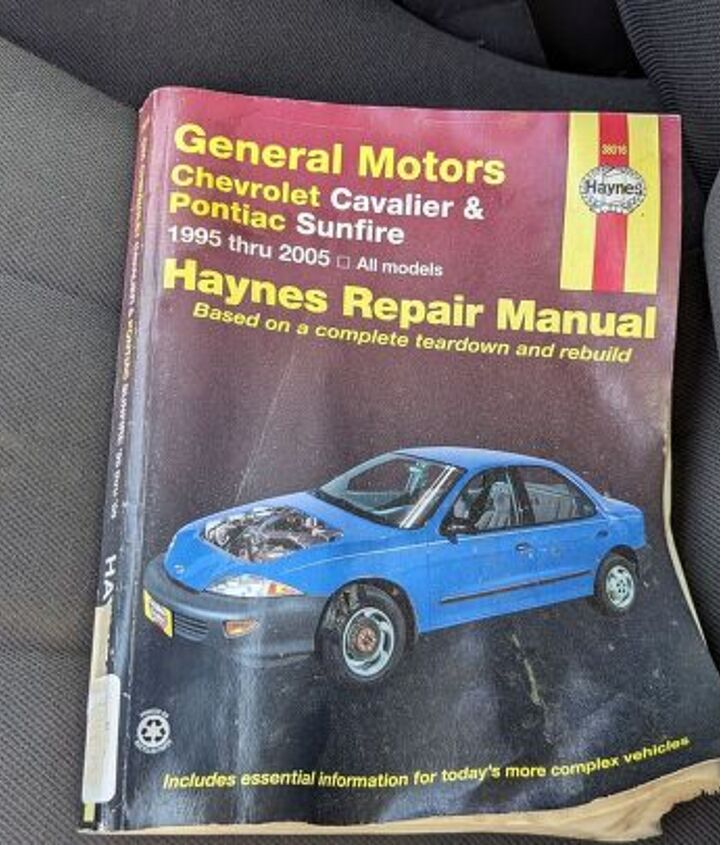 General Motors
Chevrolet Cavalier &
Pontiac Sunfire
1995 thru 2005 □ All models
38016
Haynes
Haynes Repair Manual
Based on a complete teardown and rebuild
Includes essential information for today's more complex vehicles